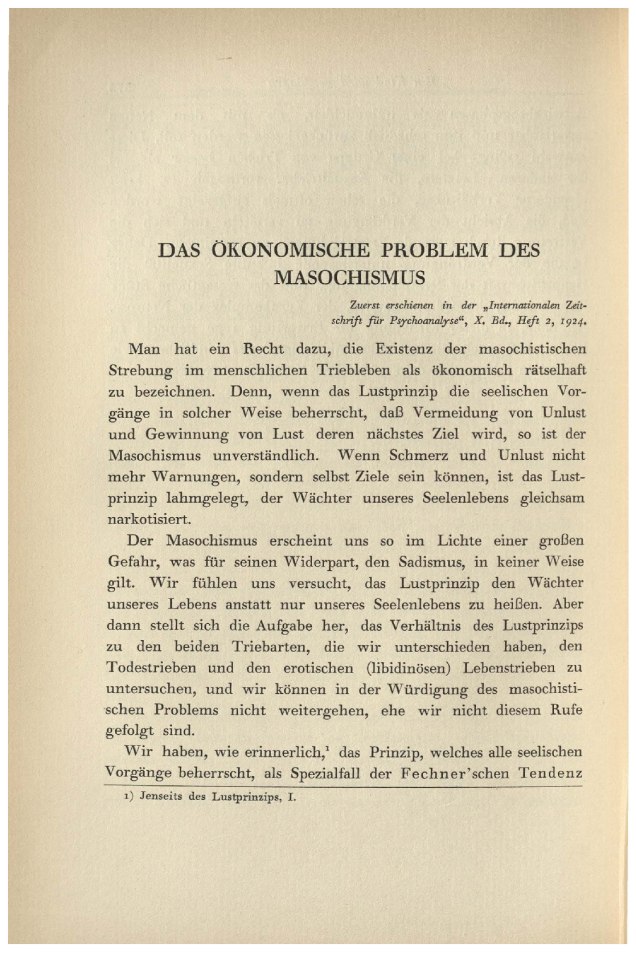 DAS ÖKONOMISCHE PROBLEM DES
MASOCHISMUS
Zuerst erschienen in der „Internationalen Zeit-
schrift für Psychoanalyse“, X. Bd., Heft 2, 1924.
Man hat ein Recht dazu, die Existenz der masochistischen
Strebung im menschlichen Triebleben als ökonomisch rätselhaft
zu bezeichnen. Denn, wenn das Lustprinzip die seelischen Vor-
gänge in solcher Weise beherrscht, daß Vermeidung von Unlust
und Gewinnung von Lust deren nächstes Ziel wird, so ist der
Masochismus unverständlich. Wenn Schmerz und Unlust nicht
mehr Warnungen, sondern selbst Ziele sein können, ist das Lust-
prinzip lahmgelegt, der Wächter unseres Seelenlebens gleichsam
narkotisiert.
Der Masochismus erscheint uns so im Lichte einer großen
Gefahr, was für seinen Widerpart, den Sadismus, in keiner Weise
gilt. Wir fühlen uns versucht, das Lustprinzip den Wächter
unseres Lebens anstatt nur unseres Seelenlebens zu heißen. Aber
dann stellt sich die Aufgabe her, das Verhältnis des Lustprinzips
zu den beiden Triebarten, die wir unterschieden haben, den
Todestrieben und den erotischen (libidinösen) Lebenstrieben zu
untersuchen, und wir können in der Würdigung des masochisti-
schen Problems nicht weitergehen, ehe wir nicht diesem Rufe
gefolgt sind.
Wir haben, wie erinnerlich,¹ das Prinzip, welches alle seelischen
Vorgänge beherrscht, als Spezialfall der Fechner'schen Tendenz
1) Jenseits des Lustprinzips, I.